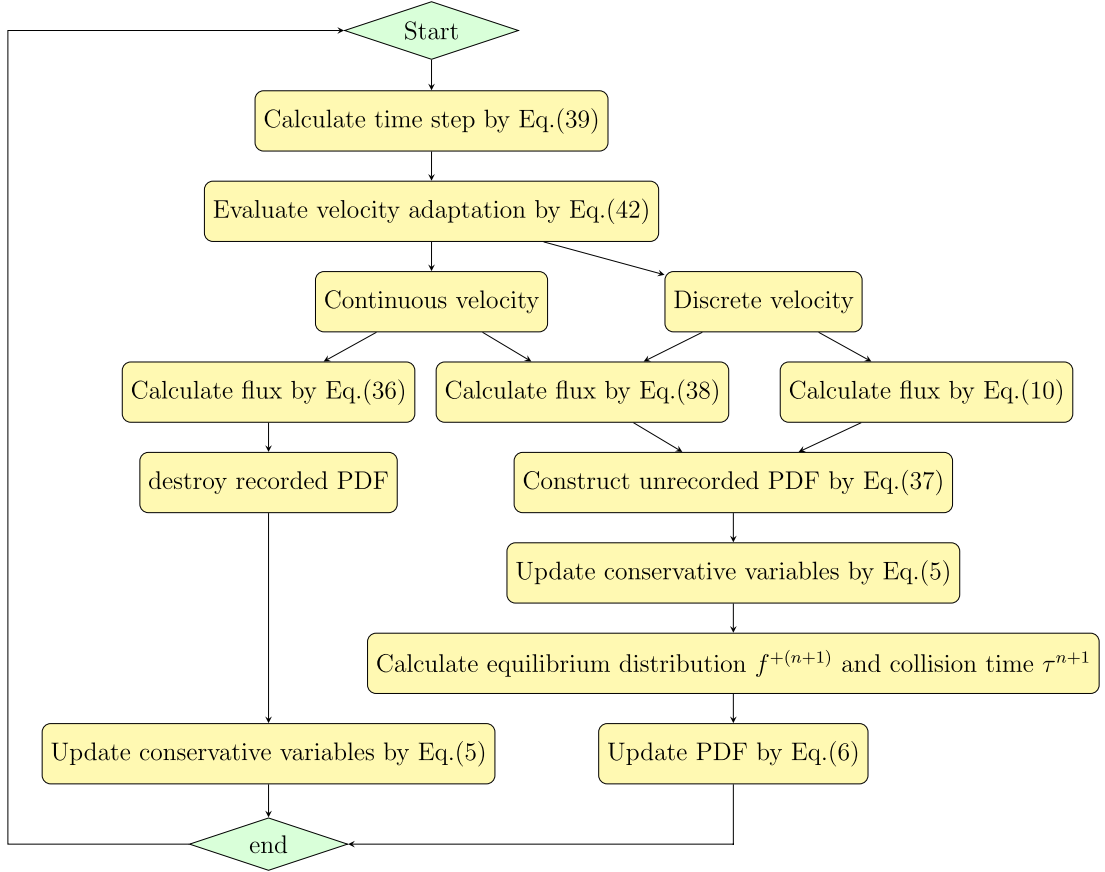 Start
Calculate time step by Eq.(39)
Evaluate velocity adaptation by Eq.(42)
Continuous velocity
Discrete velocity
Calculate flux by Eq.(36)
Calculate flux by Eq.(38)
Calculate flux by Eq.(10)
destroy recorded PDF
Construct unrecorded PDF by Eq.(37)
Update conservative variables by Eq.(5)
Calculate equilibrium distribution $f^{+(n+1)}$ and collision time $\tau^{n+1}$
Update conservative variables by Eq.(5)
Update PDF by Eq.(6)
end